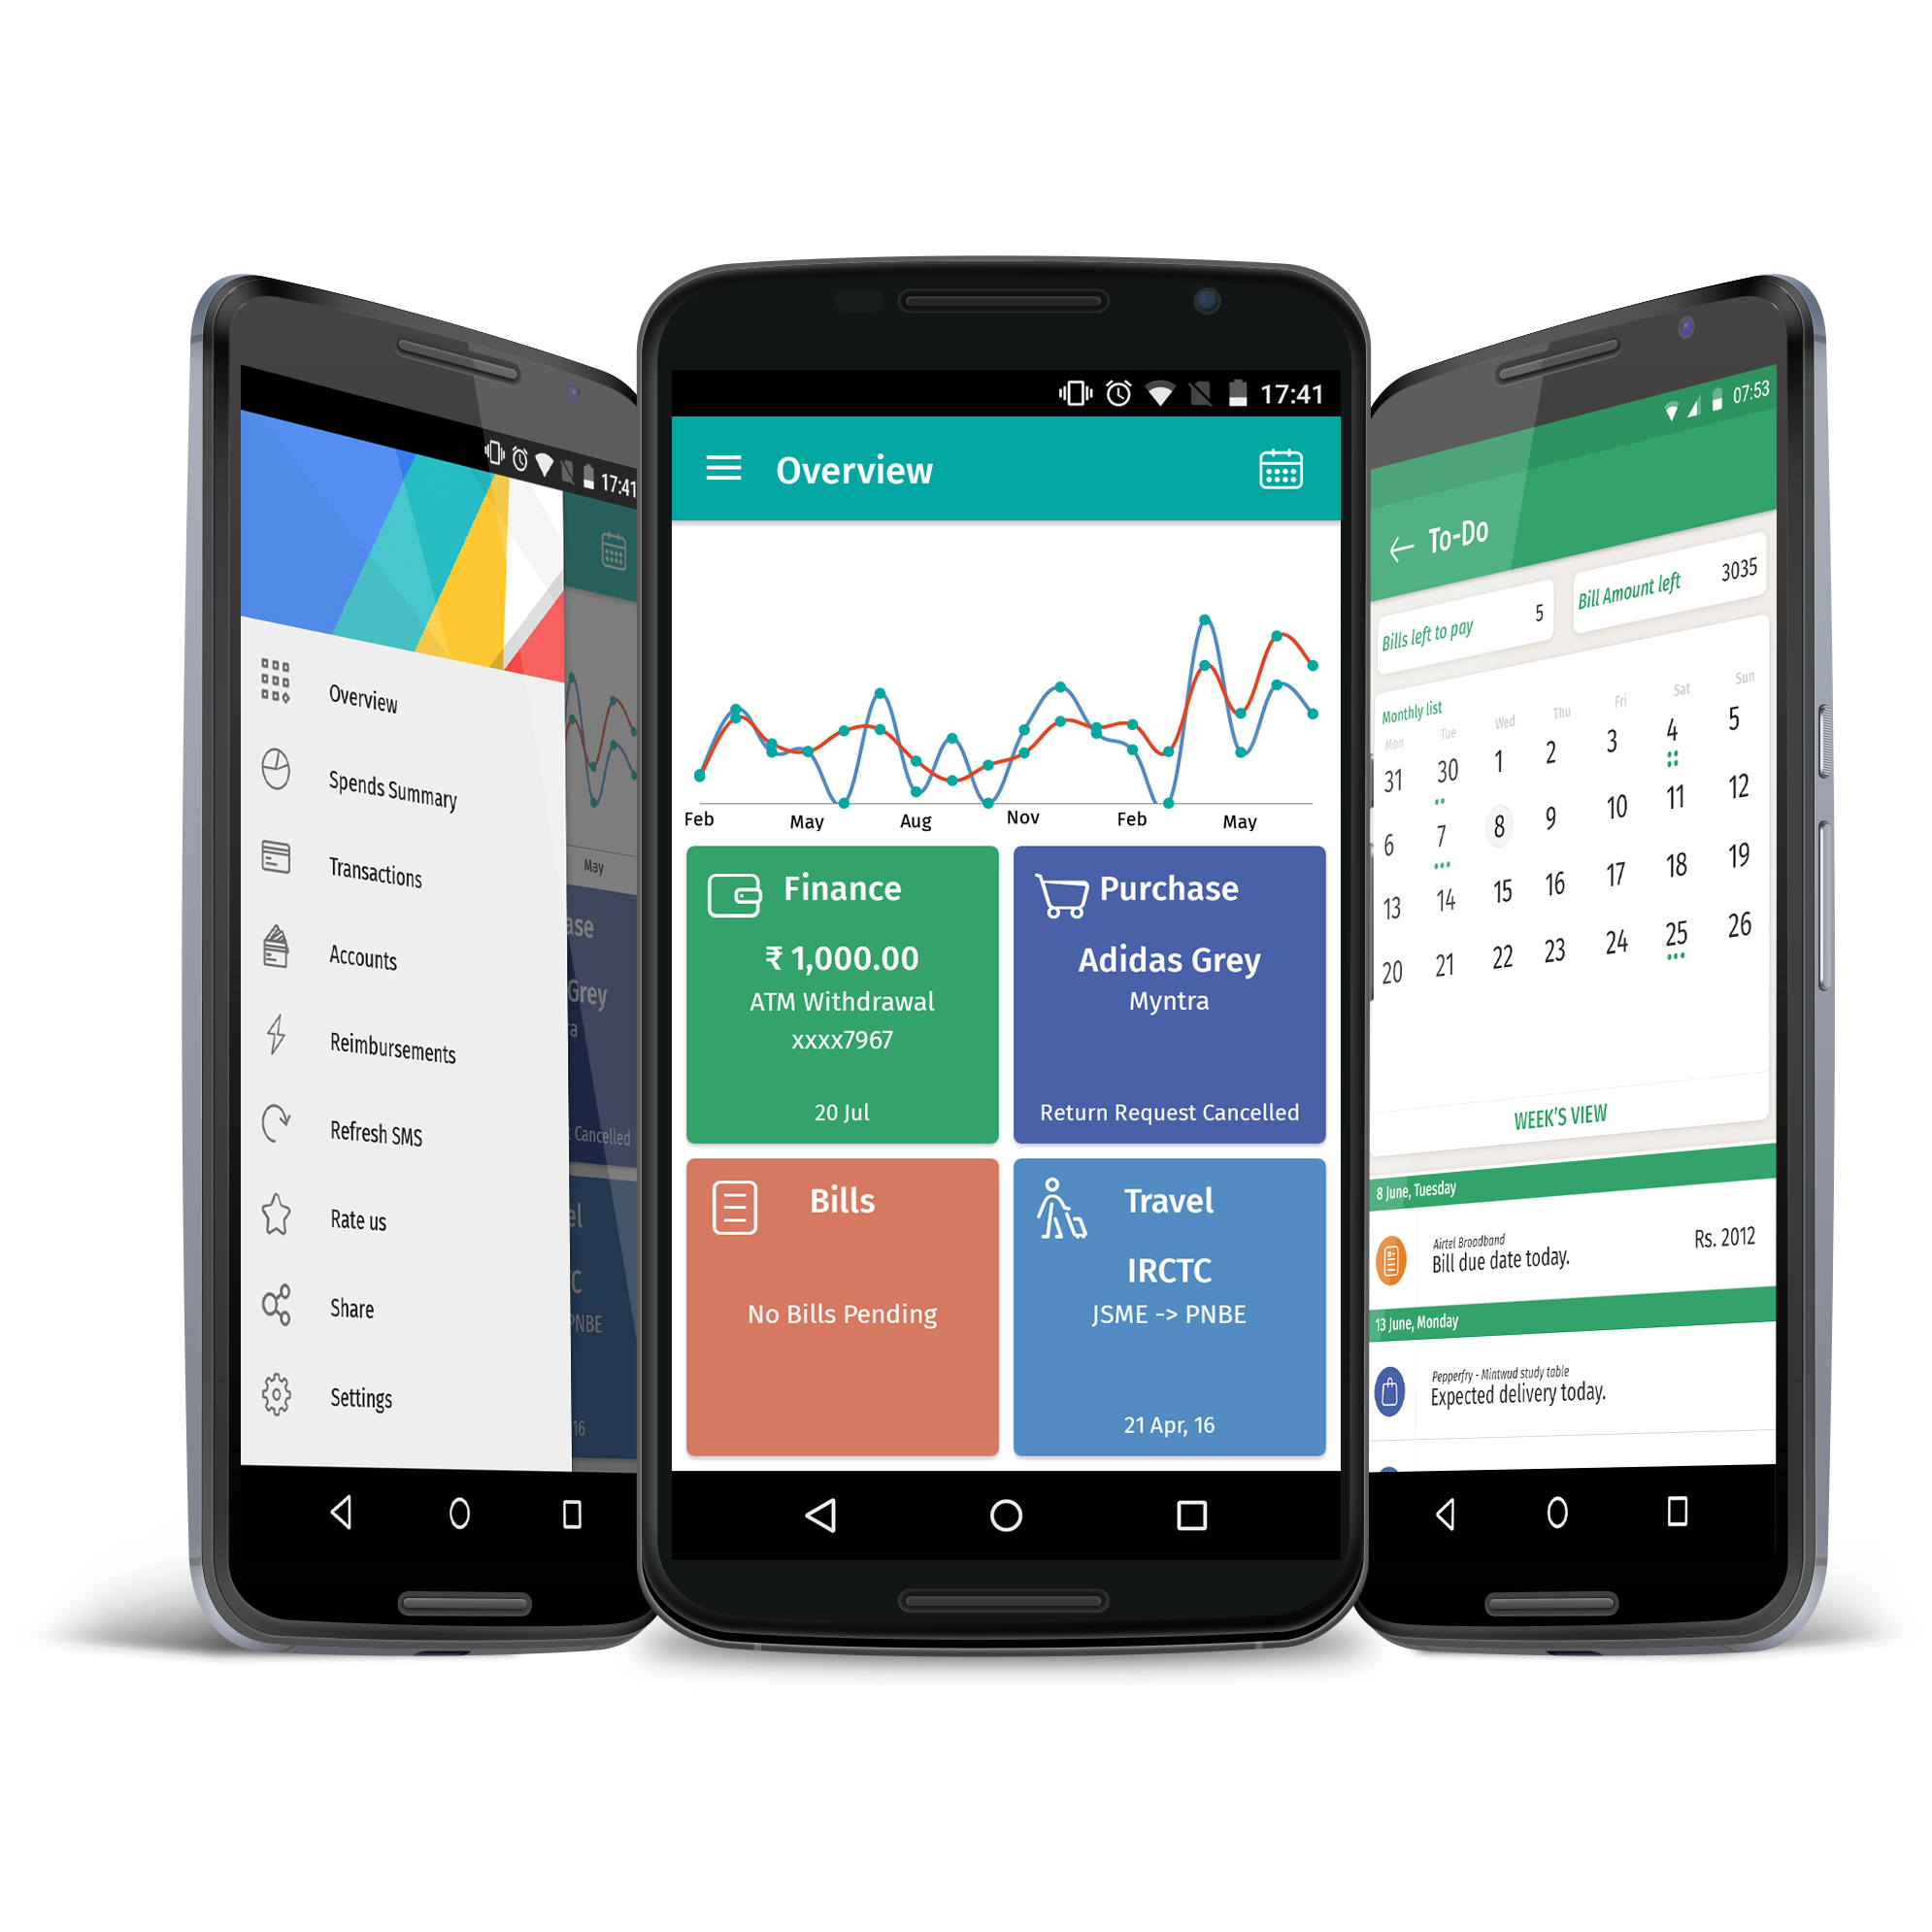 17:41
Overview
Spends Summary
Transactions
Accounts
Reimbursements
Refresh SMS
Rate us
Share
Settings
May
Grey
Cancelled
PNBE
16
17:41
Overview
Feb May Aug Nov Feb May
Finance
₹ 1,000.00
ATM Withdrawal
xxxx7967
20 Jul
Purchase
Adidas Grey
Myntra
Return Request Cancelled
Bills
No Bills Pending
Travel
IRCTC
JSME -> PNBE
21 Apr, 16
07:53
To-Do
Bills left to pay 5
Bill Amount left 3035
Monthly list
Mon Tue Wed Thu Fri Sat Sun
31 30 1 2 3 4 5
6 7 8 9 10 11 12
13 14 15 16 17 18 19
20 21 22 23 24 25 26
WEEK'S VIEW
8 June, Tuesday
Airtel Broadband
Bill due date today.
Rs. 2012
13 June, Monday
Pepperfry - Mintwud study table
Expected delivery today.